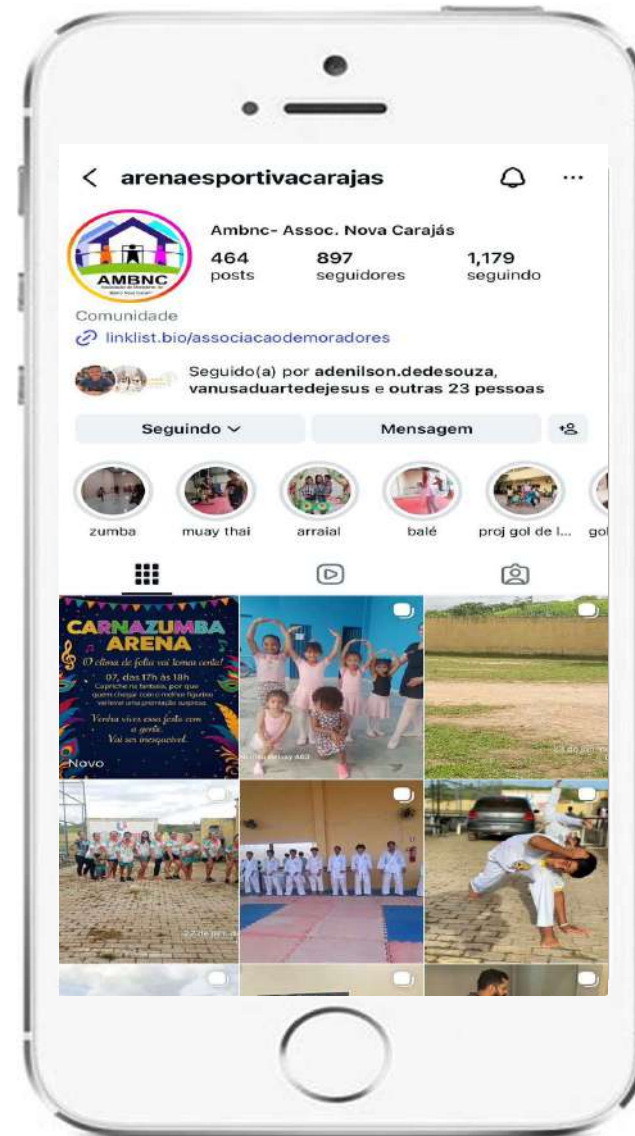 arenaesportivacarajas
Ambnc- Assoc. Nova Carajás
464 897 1,179
posts seguidores seguindo
AMBNC
Comunidade
linklist.bio/associacaodemoradores
Seguido(a) por adenilson.dedesouza,
vanusaduartedejesus e outras 23 pessoas
Seguindo
Mensagem
zumba
muay thai
arraial
balé
proj gol de l...
gol
CARNAZUMBA
ARENA
O clima de folia vai tomar conta!
07, das 17h às 18h
Capriche na fantasia, por que
quem chegar com o melhor figurino
vai levar uma premiação surpresa.
Venha viver essa festa com
a gente.
Vai ser inesquecível.
Novo